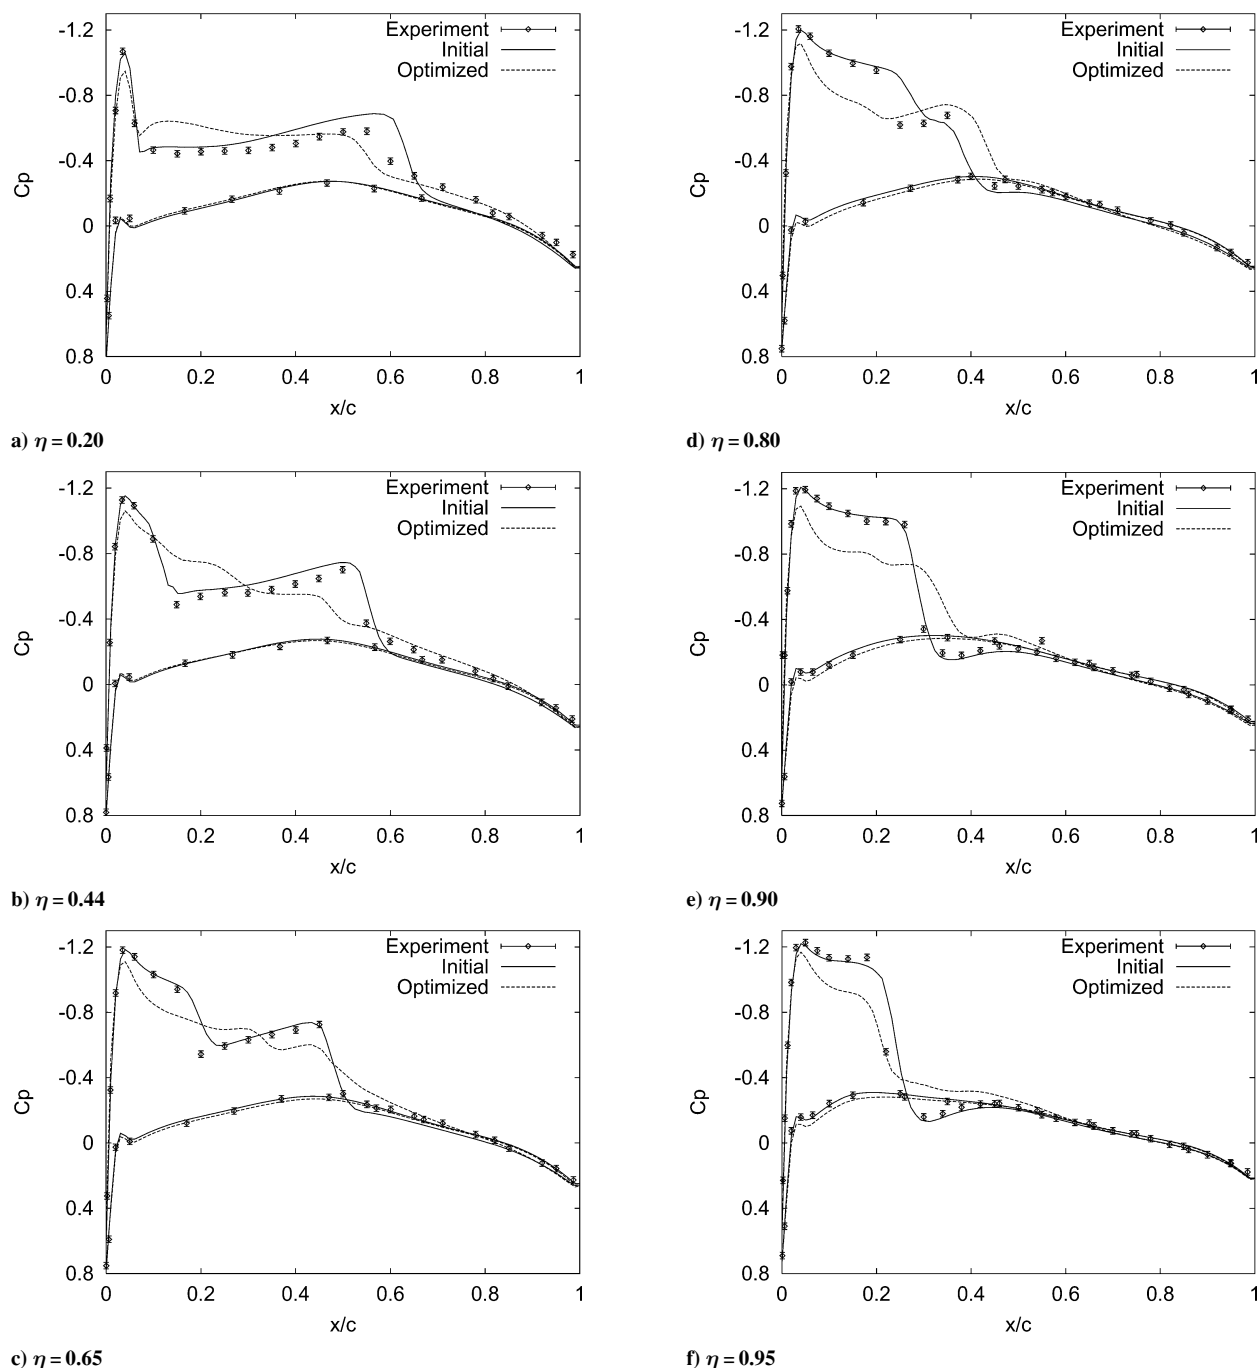 -1.2
-0.8
-0.4
0
0.4
0.8
Cp
0 0.2 0.4 0.6 0.8 1
x/c
Experiment
Initial
Optimized
a) η = 0.20
-1.2
-0.8
-0.4
0
0.4
0.8
Cp
0 0.2 0.4 0.6 0.8 1
x/c
Experiment
Initial
Optimized
b) η = 0.44
-1.2
-0.8
-0.4
0
0.4
0.8
Cp
0 0.2 0.4 0.6 0.8 1
x/c
Experiment
Initial
Optimized
c) η = 0.65
-1.2
-0.8
-0.4
0
0.4
0.8
Cp
0 0.2 0.4 0.6 0.8 1
x/c
Experiment
Initial
Optimized
d) η = 0.80
-1.2
-0.8
-0.4
0
0.4
0.8
Cp
0 0.2 0.4 0.6 0.8 1
x/c
Experiment
Initial
Optimized
e) η = 0.90
-1.2
-0.8
-0.4
0
0.4
0.8
Cp
0 0.2 0.4 0.6 0.8 1
x/c
Experiment
Initial
Optimized
f) η = 0.95